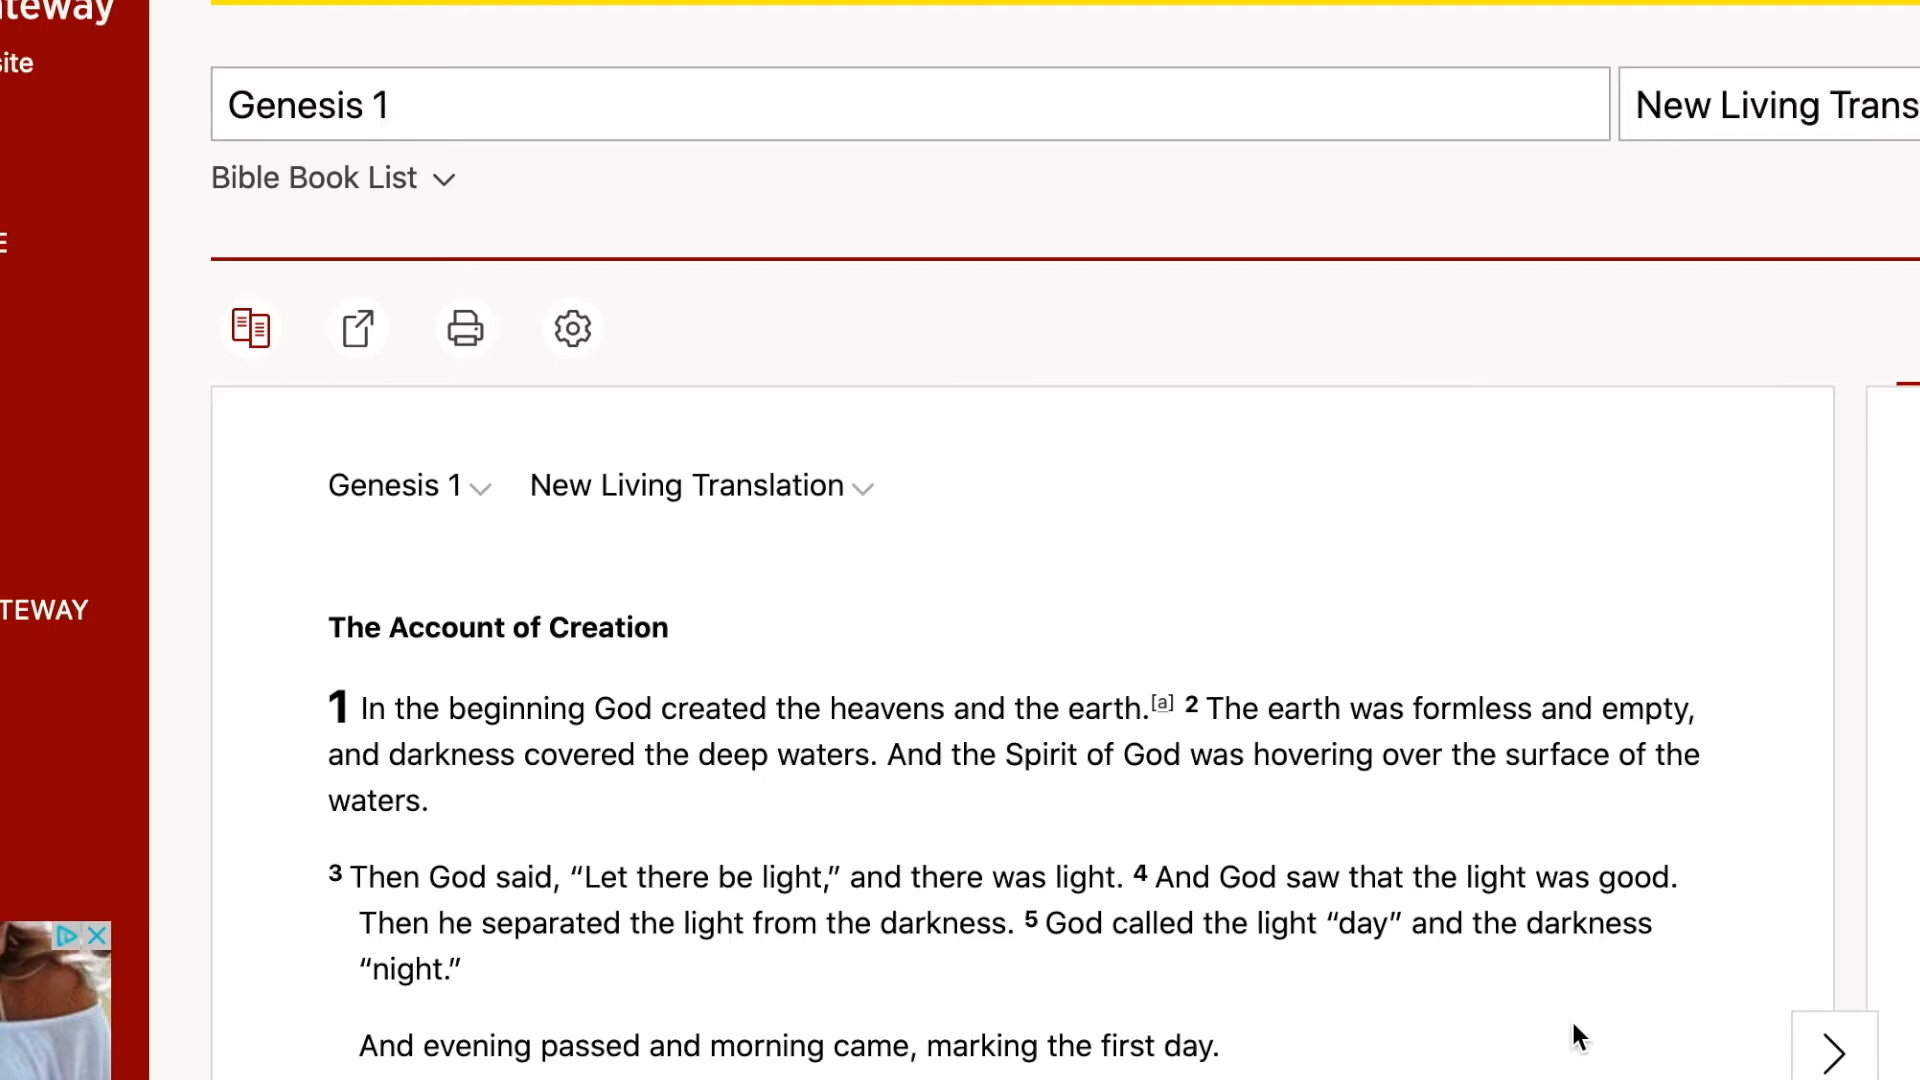 ateway
site
Genesis 1
New Living Trans
Bible Book List
E
Genesis 1 New Living Translation
TEWAY
The Account of Creation
1 In the beginning God created the heavens and the earth.[a] 2 The earth was formless and empty,
and darkness covered the deep waters. And the Spirit of God was hovering over the surface of the
waters.
3 Then God said, “Let there be light,” and there was light. 4 And God saw that the light was good.
Then he separated the light from the darkness. 5 God called the light “day” and the darkness
“night.”
And evening passed and morning came, marking the first day.